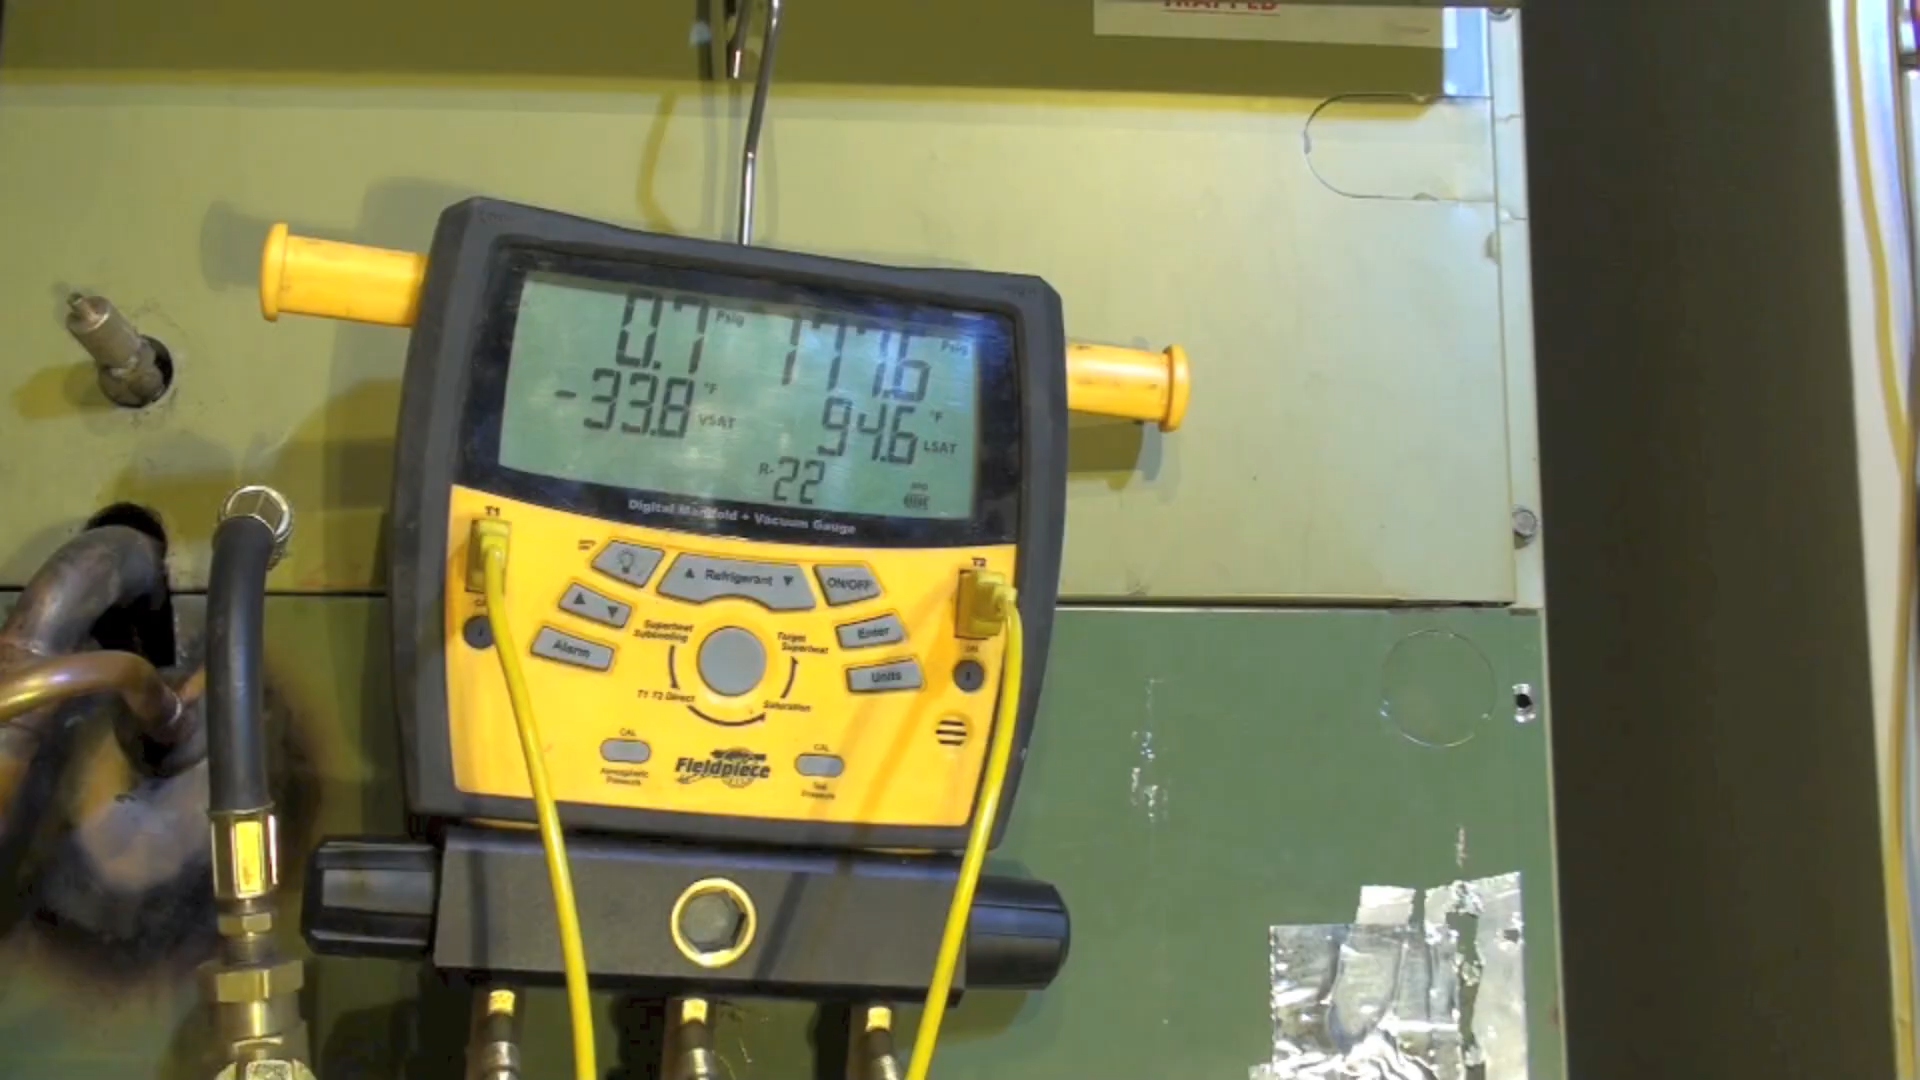 TRAPPED
0.7 Psig 177.6 Psig
-33.8 °F VSAT 94.6 °F LSAT
R-22
Digital Manifold + Vacuum Gauge
T1
T2
▲ Refrigerant ▼
ON/OFF
▲ ▼
Alarm
Superheat
Subcooling
Target
Superheat
Enter
T1 T2 Direct
Saturation
Units
CAL
CAL
CAL
Atmospheric
Pressure
Fieldpiece